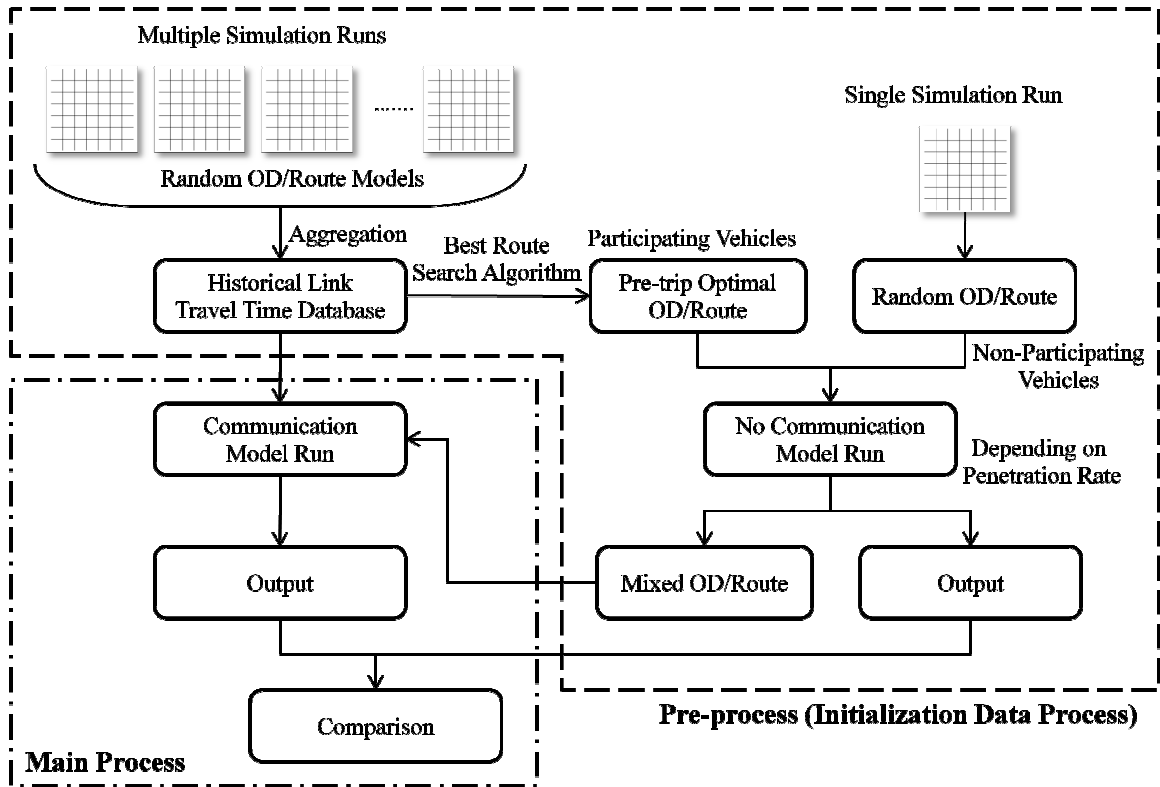 Multiple Simulation Runs
Single Simulation Run
........
Random OD/Route Models
Aggregation
Best Route
Search Algorithm
Participating Vehicles
Historical Link
Travel Time Database
Pre-trip Optimal
OD/Route
Random OD/Route
Non-Participating
Vehicles
Communication
Model Run
No Communication
Model Run
Depending on
Penetration Rate
Output
Mixed OD/Route
Output
Comparison
Pre-process (Initialization Data Process)
Main Process